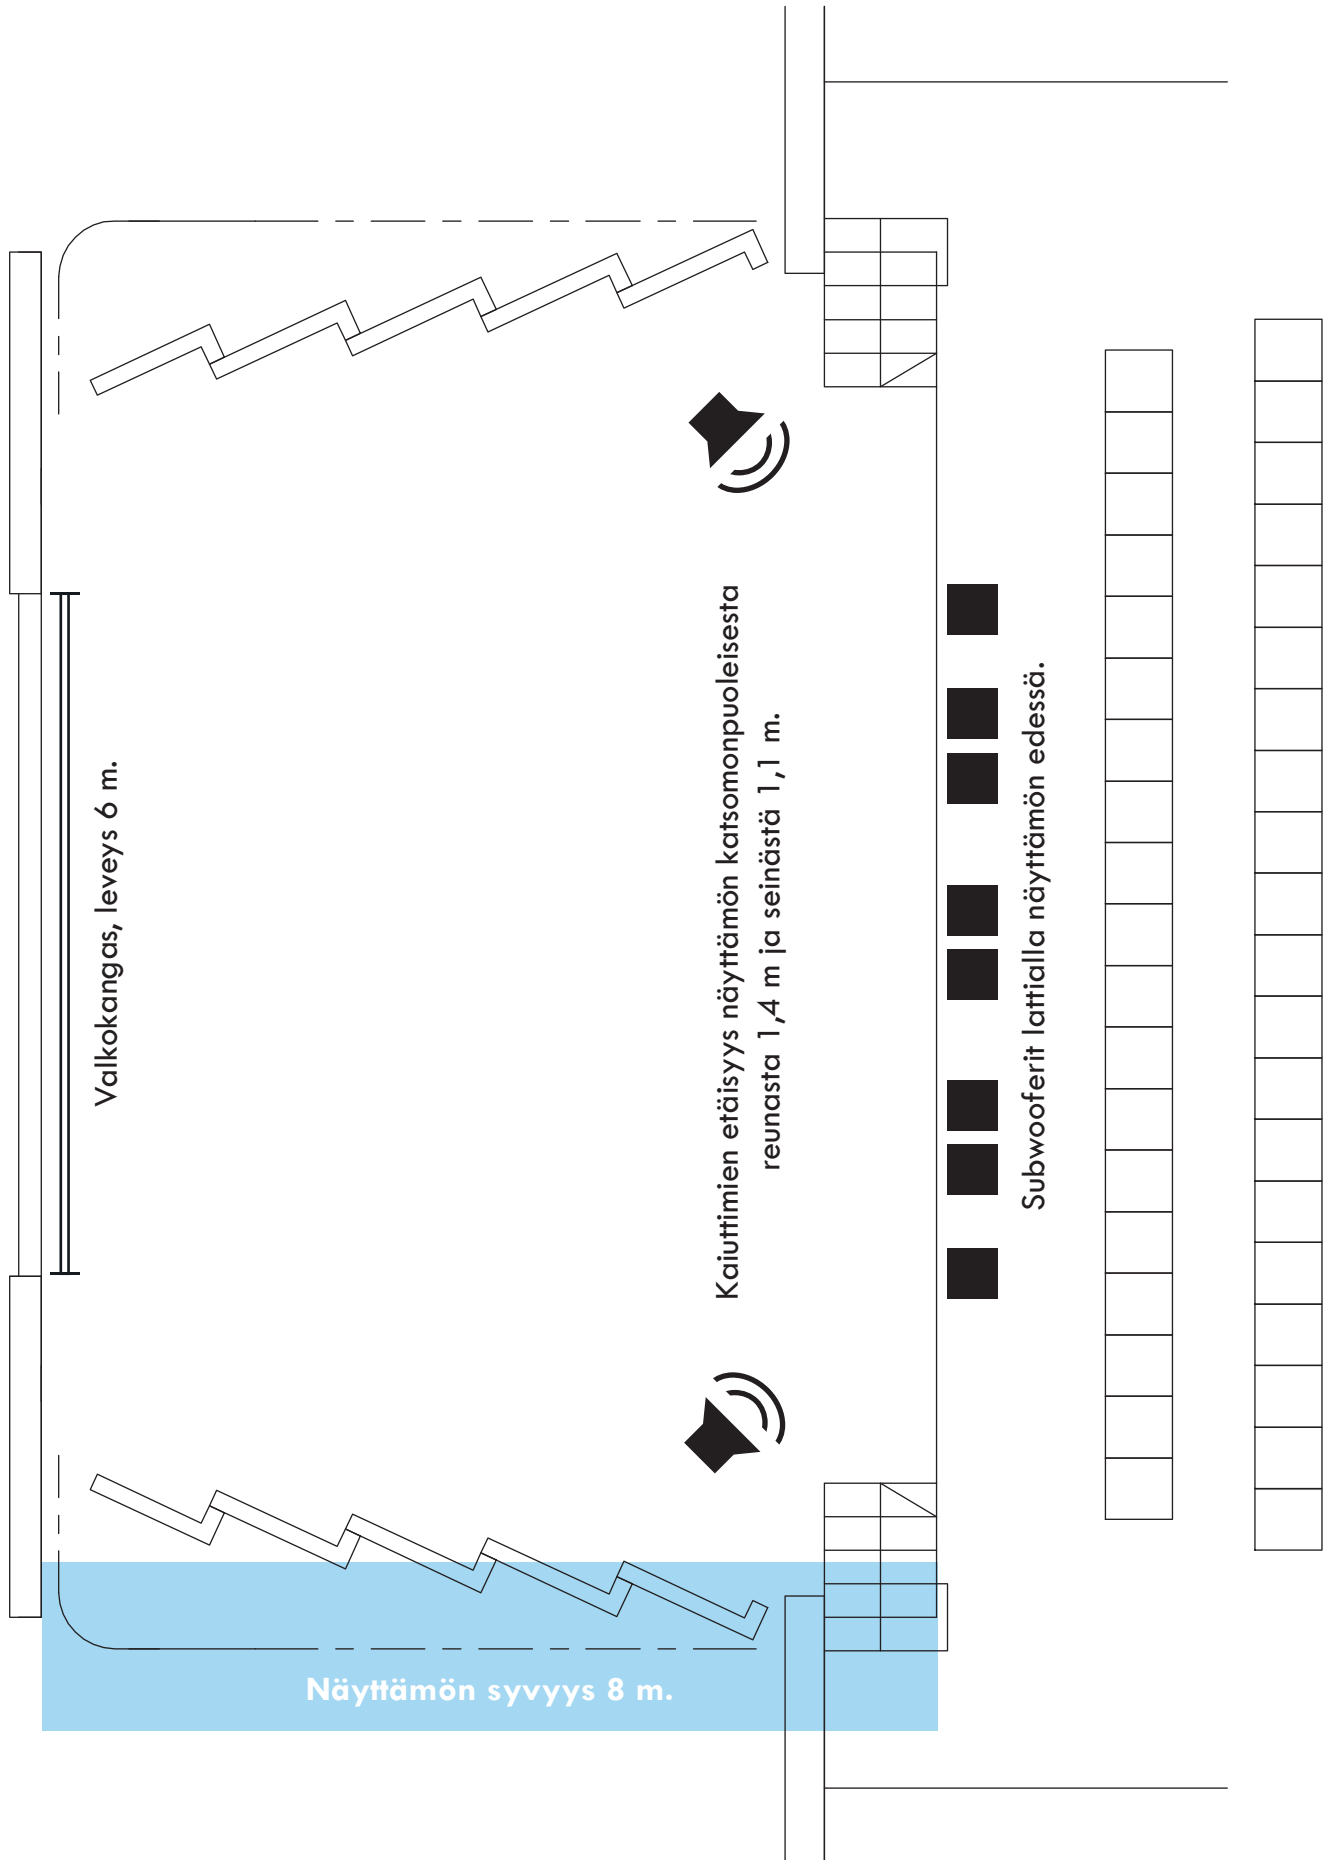 Valkokangas, leveys 6 m.
Kaiuttimien etäisyys näyttämön katsomonpuoleisesta
reunasta 1,4 m ja seinästä 1,1 m.
Subwooferit lattialla näyttämön edessä.
Näyttämön syvyys 8 m.